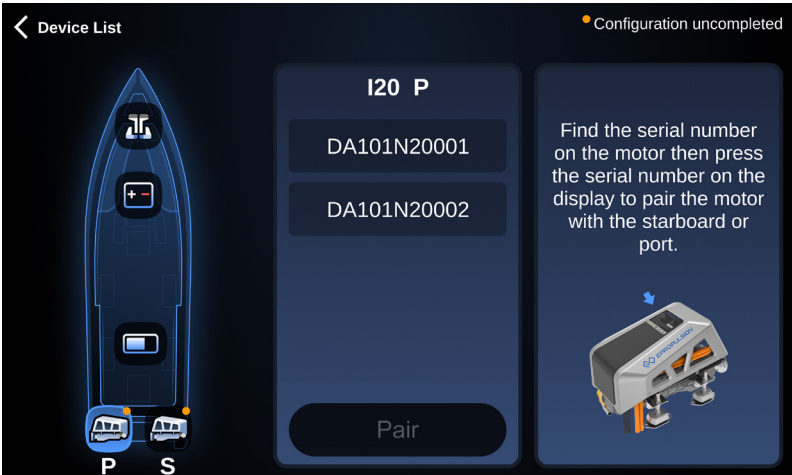 Device List
Configuration uncompleted
I20 P
DA101N20001
DA101N20002
Pair
Find the serial number
on the motor then press
the serial number on the
display to pair the motor
with the starboard or
port.
EPROPULSION
P
S